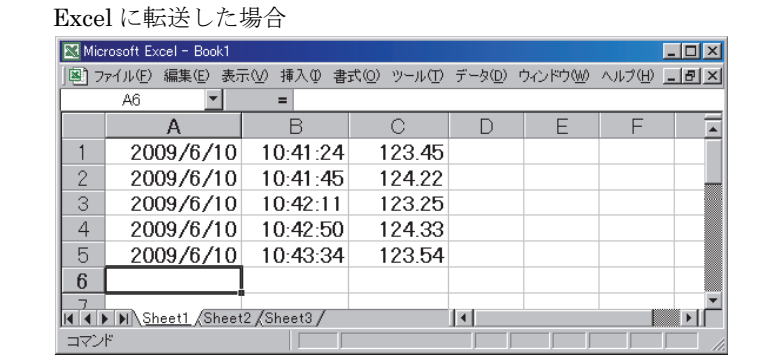 Excel に転送した場合
Microsoft Excel - Book1
ファイル(F) 編集(E) 表示(V) 挿入(I) 書式(O) ツール(T) データ(D) ウィンドウ(W) ヘルプ(H)
A6 =
A B C D E F
1 2009/6/10 10:41:24 123.45
2 2009/6/10 10:41:45 124.22
3 2009/6/10 10:42:11 123.25
4 2009/6/10 10:42:50 124.33
5 2009/6/10 10:43:34 123.54
6
7
Sheet1 Sheet2 Sheet3
コマンド